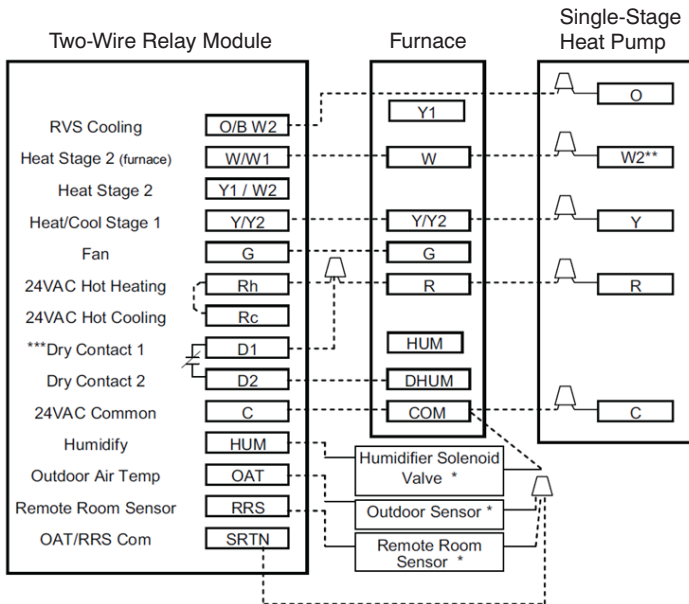 Two-Wire Relay Module
Furnace
Single-Stage
Heat Pump
RVS Cooling
O/B W2
Heat Stage 2 (furnace)
W/W1
Heat Stage 2
Y1 / W2
Heat/Cool Stage 1
Y/Y2
Fan
G
24VAC Hot Heating
Rh
24VAC Hot Cooling
Rc
***Dry Contact 1
D1
Dry Contact 2
D2
24VAC Common
C
Humidify
HUM
Outdoor Air Temp
OAT
Remote Room Sensor
RRS
OAT/RRS Com
SRTN
Y1
W
Y/Y2
G
R
HUM
DHUM
COM
O
W2**
Y
R
C
Humidifier Solenoid
Valve *
Outdoor Sensor *
Remote Room
Sensor *